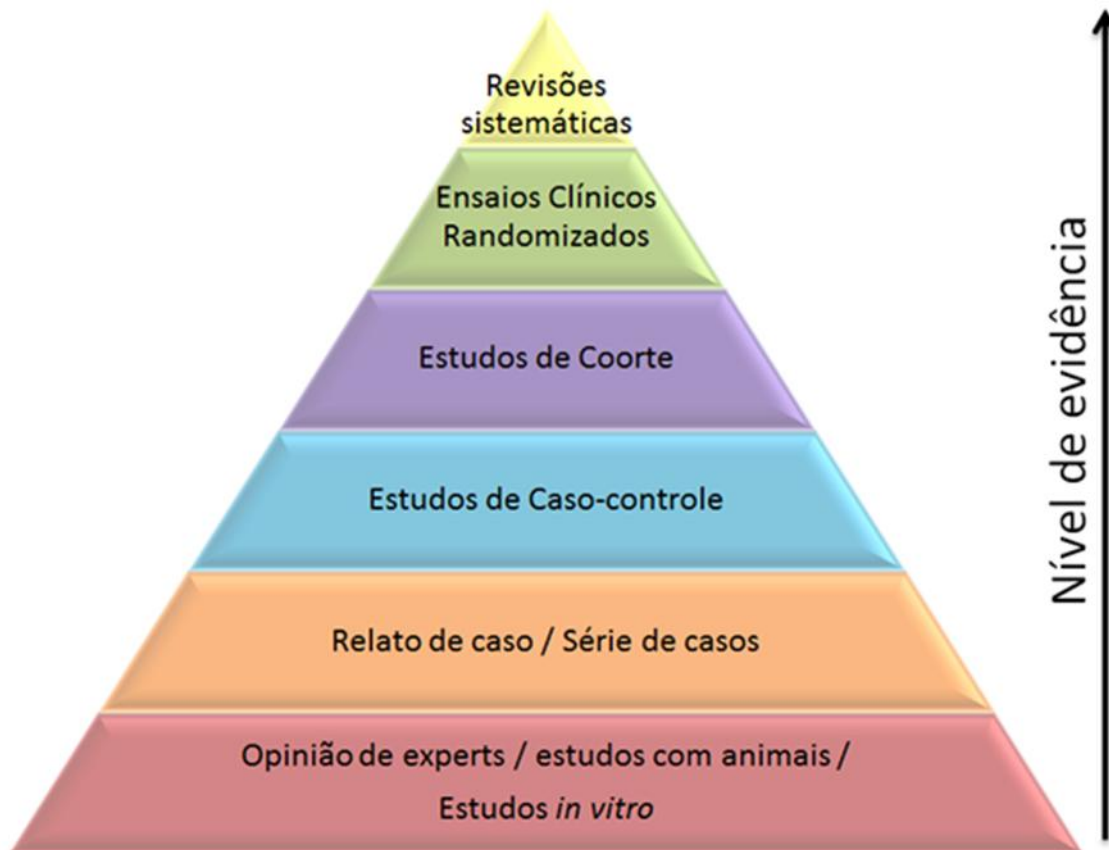 Revisões
sistemáticas
Ensaios Clínicos
Randomizados
Estudos de Coorte
Estudos de Caso-controle
Relato de caso / Série de casos
Opinião de experts / estudos com animais /
Estudos in vitro
Nível de evidência